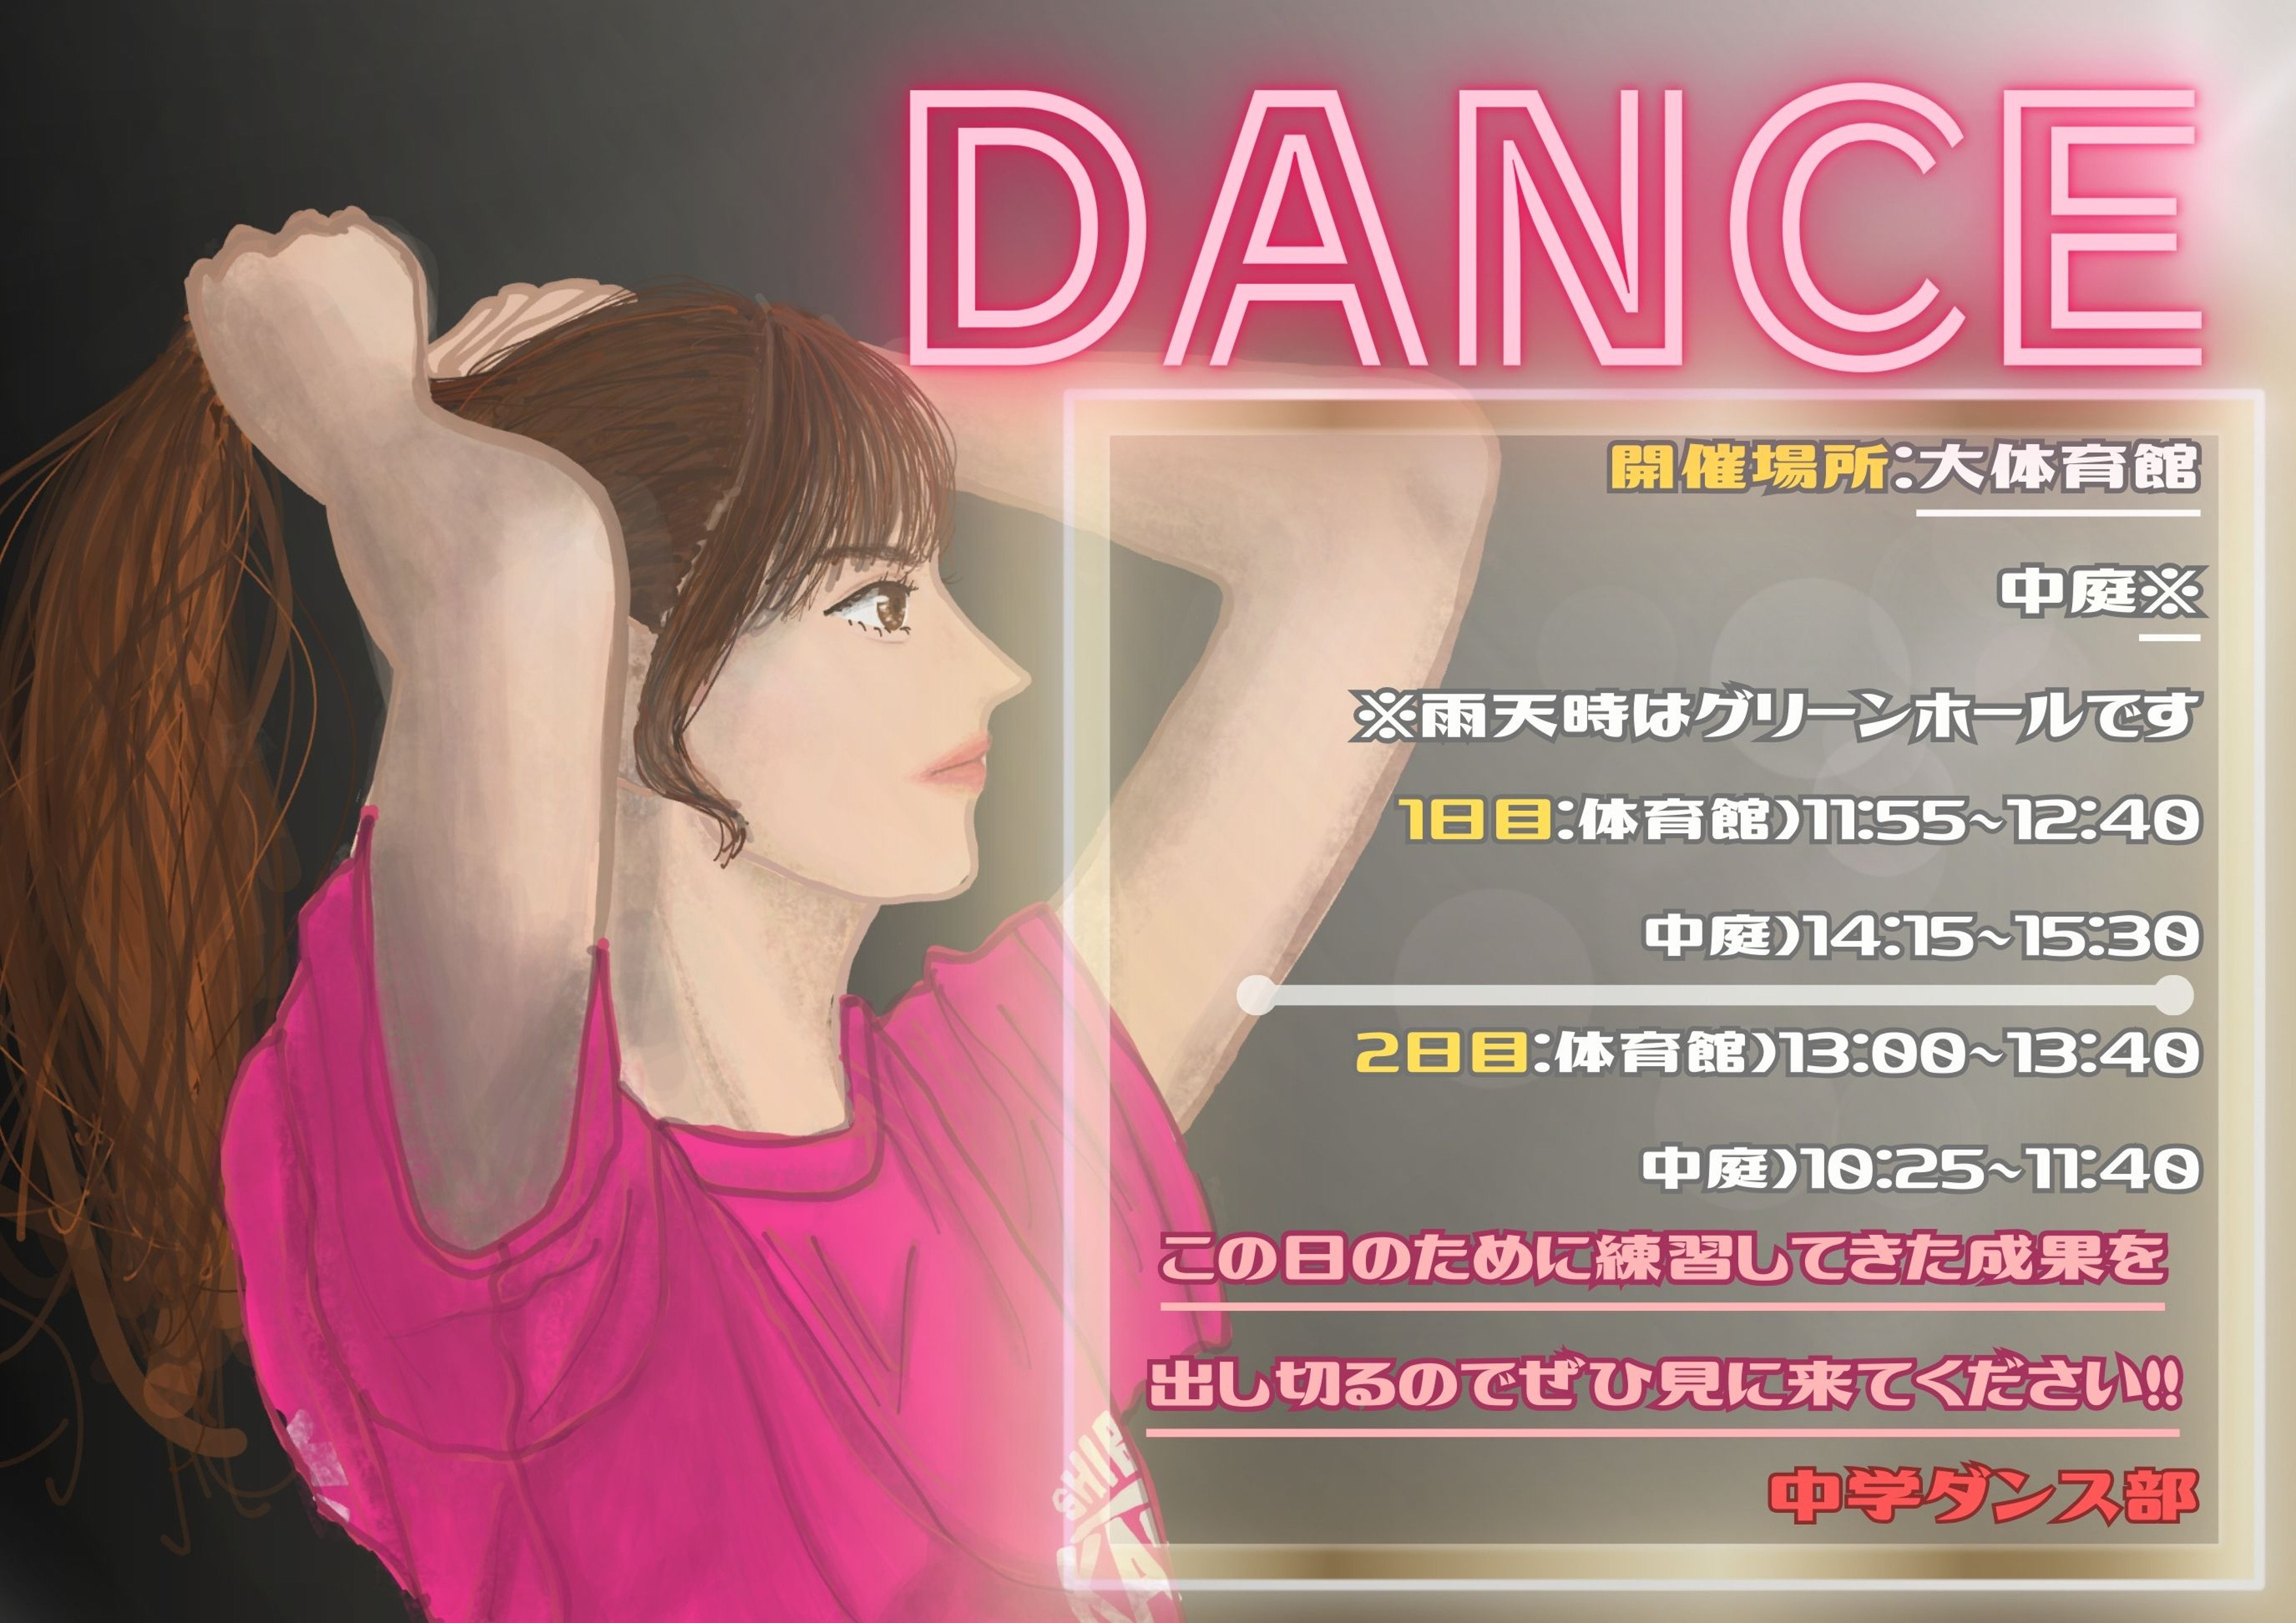 DANCE
開催場所:大体育館
中庭※
※雨天時はグリーンホールです
1日目:体育館)11:55~12:40
中庭)14:15~15:30
2日目:体育館)13:00~13:40
中庭)10:25~11:40
この日のために練習してきた成果を
出し切るのでぜひ見に来てください!!
中学ダンス部